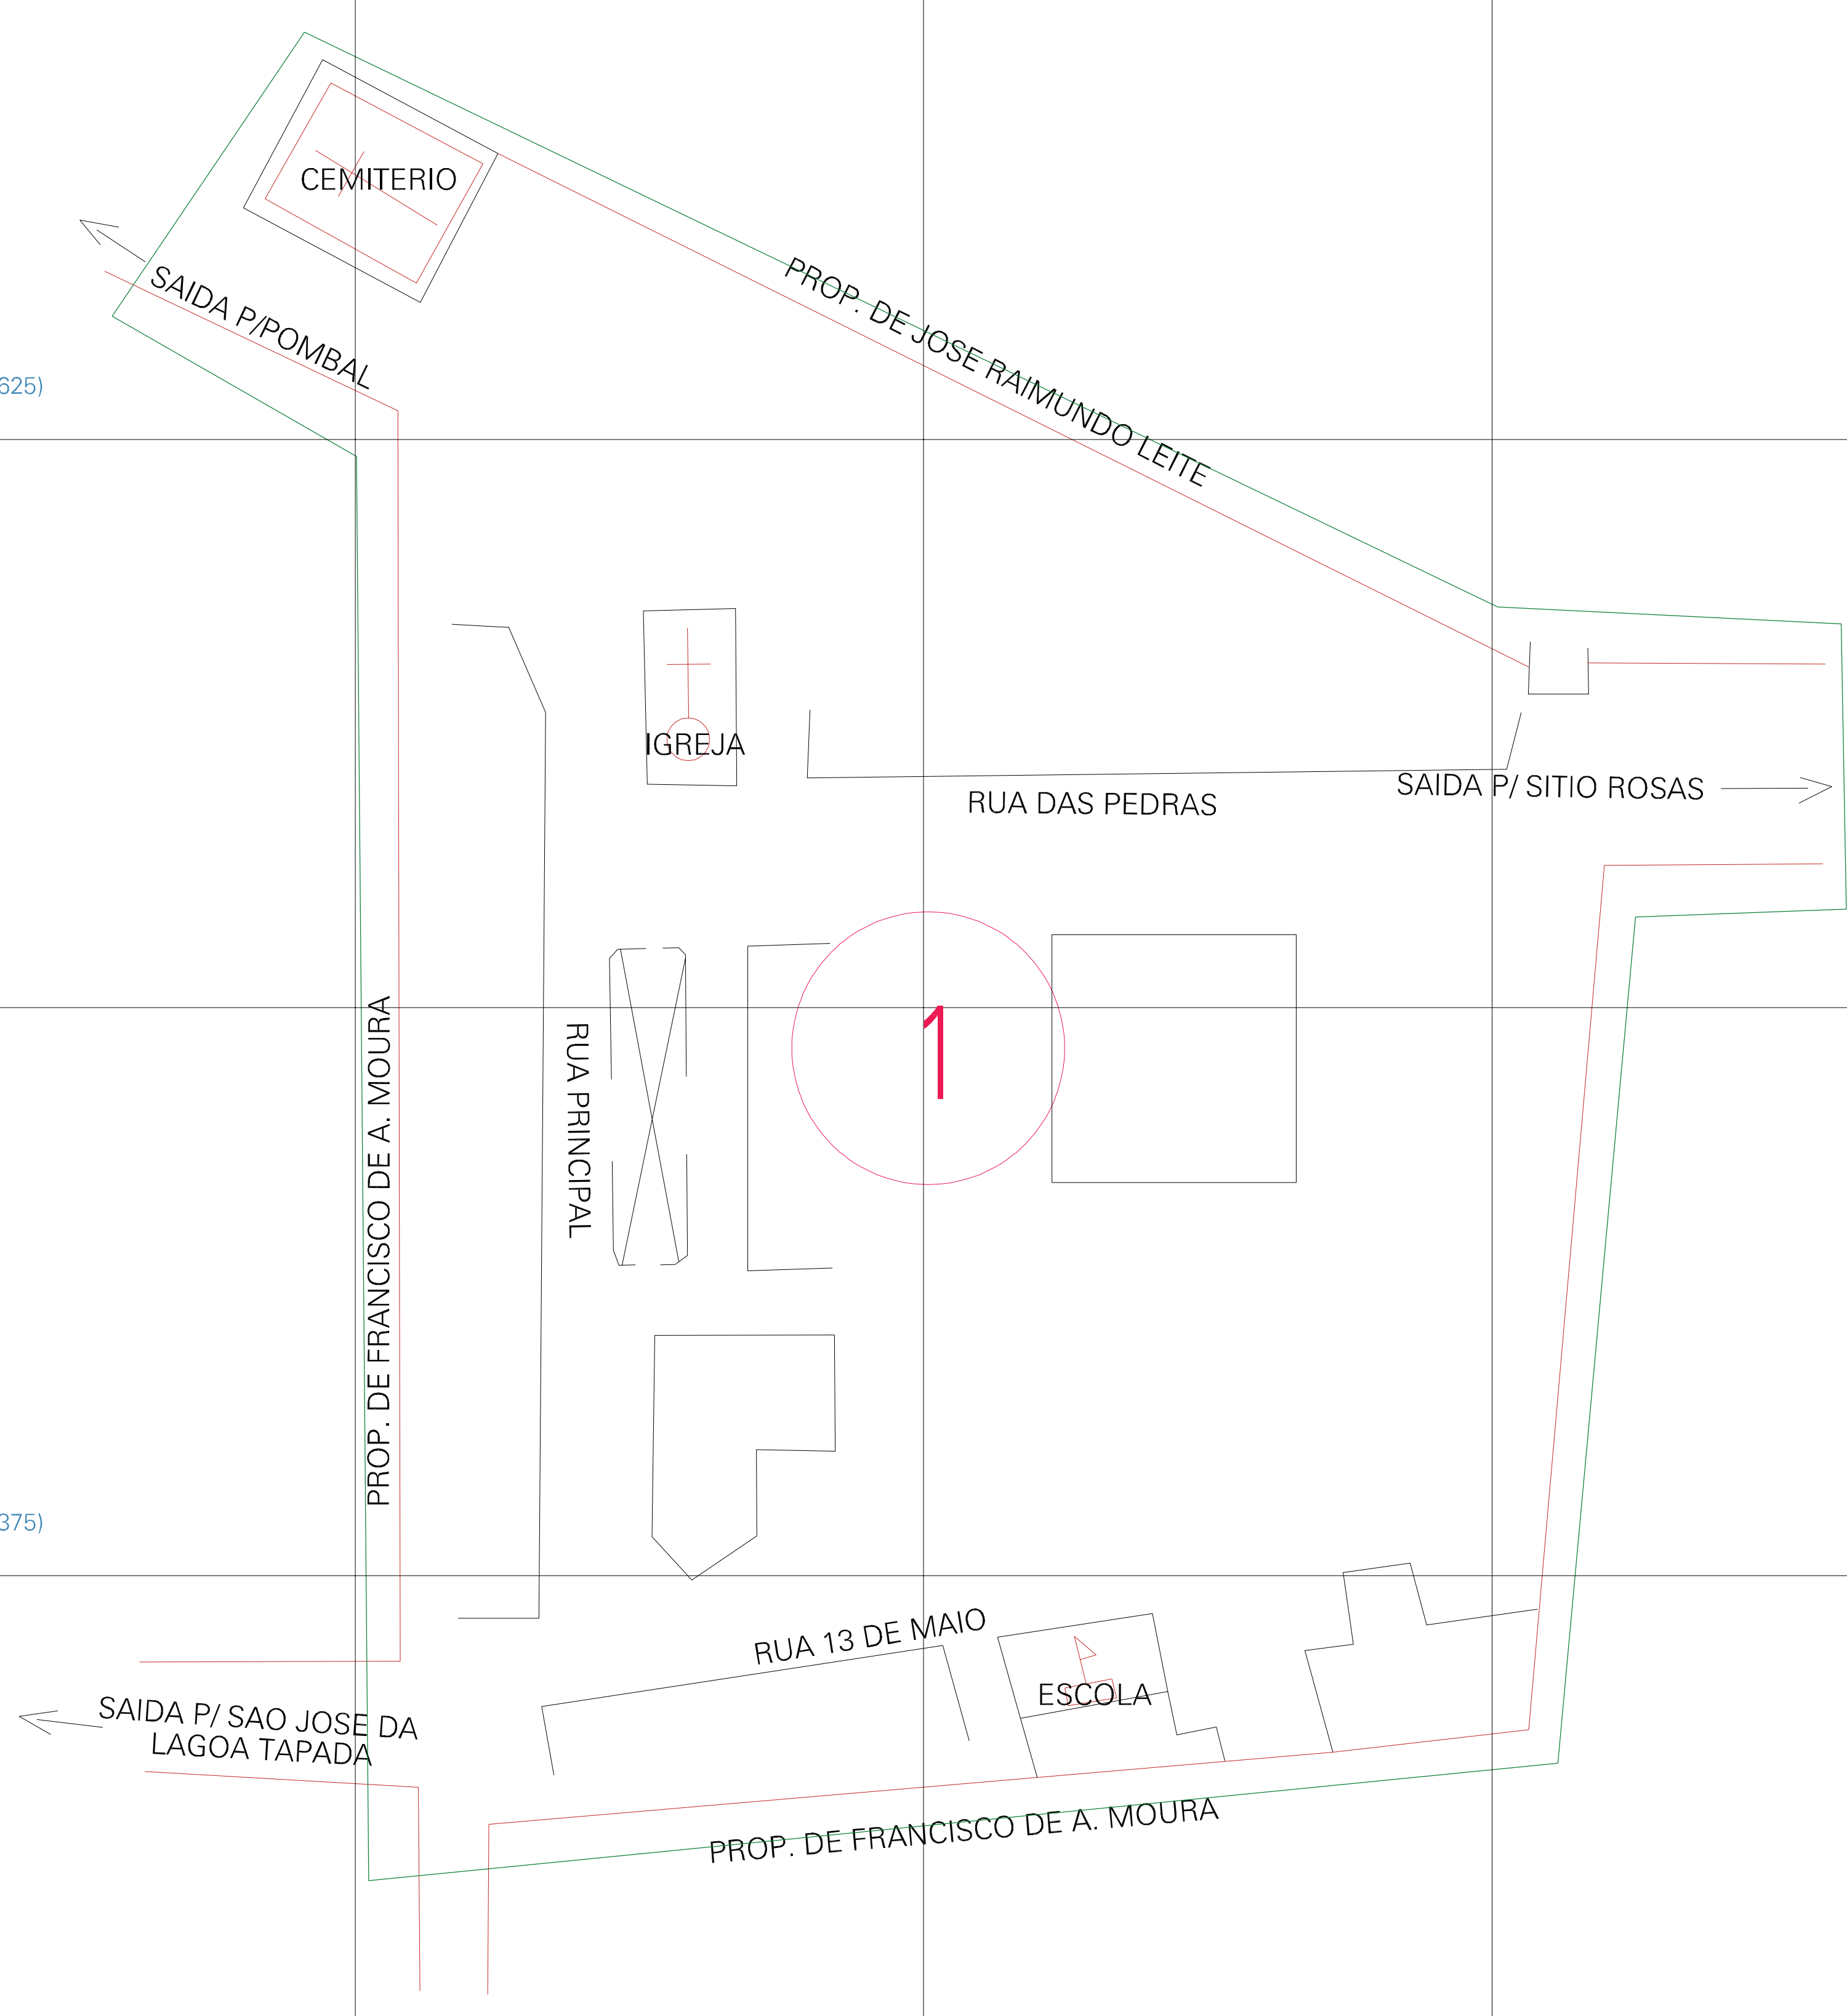 CEMITERIO
SAIDA P/POMBAL
PROP. DE JOSE RAIMUNDO LEITE
625)
IGREJA
RUA DAS PEDRAS
SAIDA P/ SITIO ROSAS
1
RUA PRINCIPAL
PROP. DE FRANCISCO DE A. MOURA
375)
RUA 13 DE MAIO
ESCOLA
SAIDA P/ SAO JOSE DA
LAGOA TAPADA
PROP. DE FRANCISCO DE A. MOURA